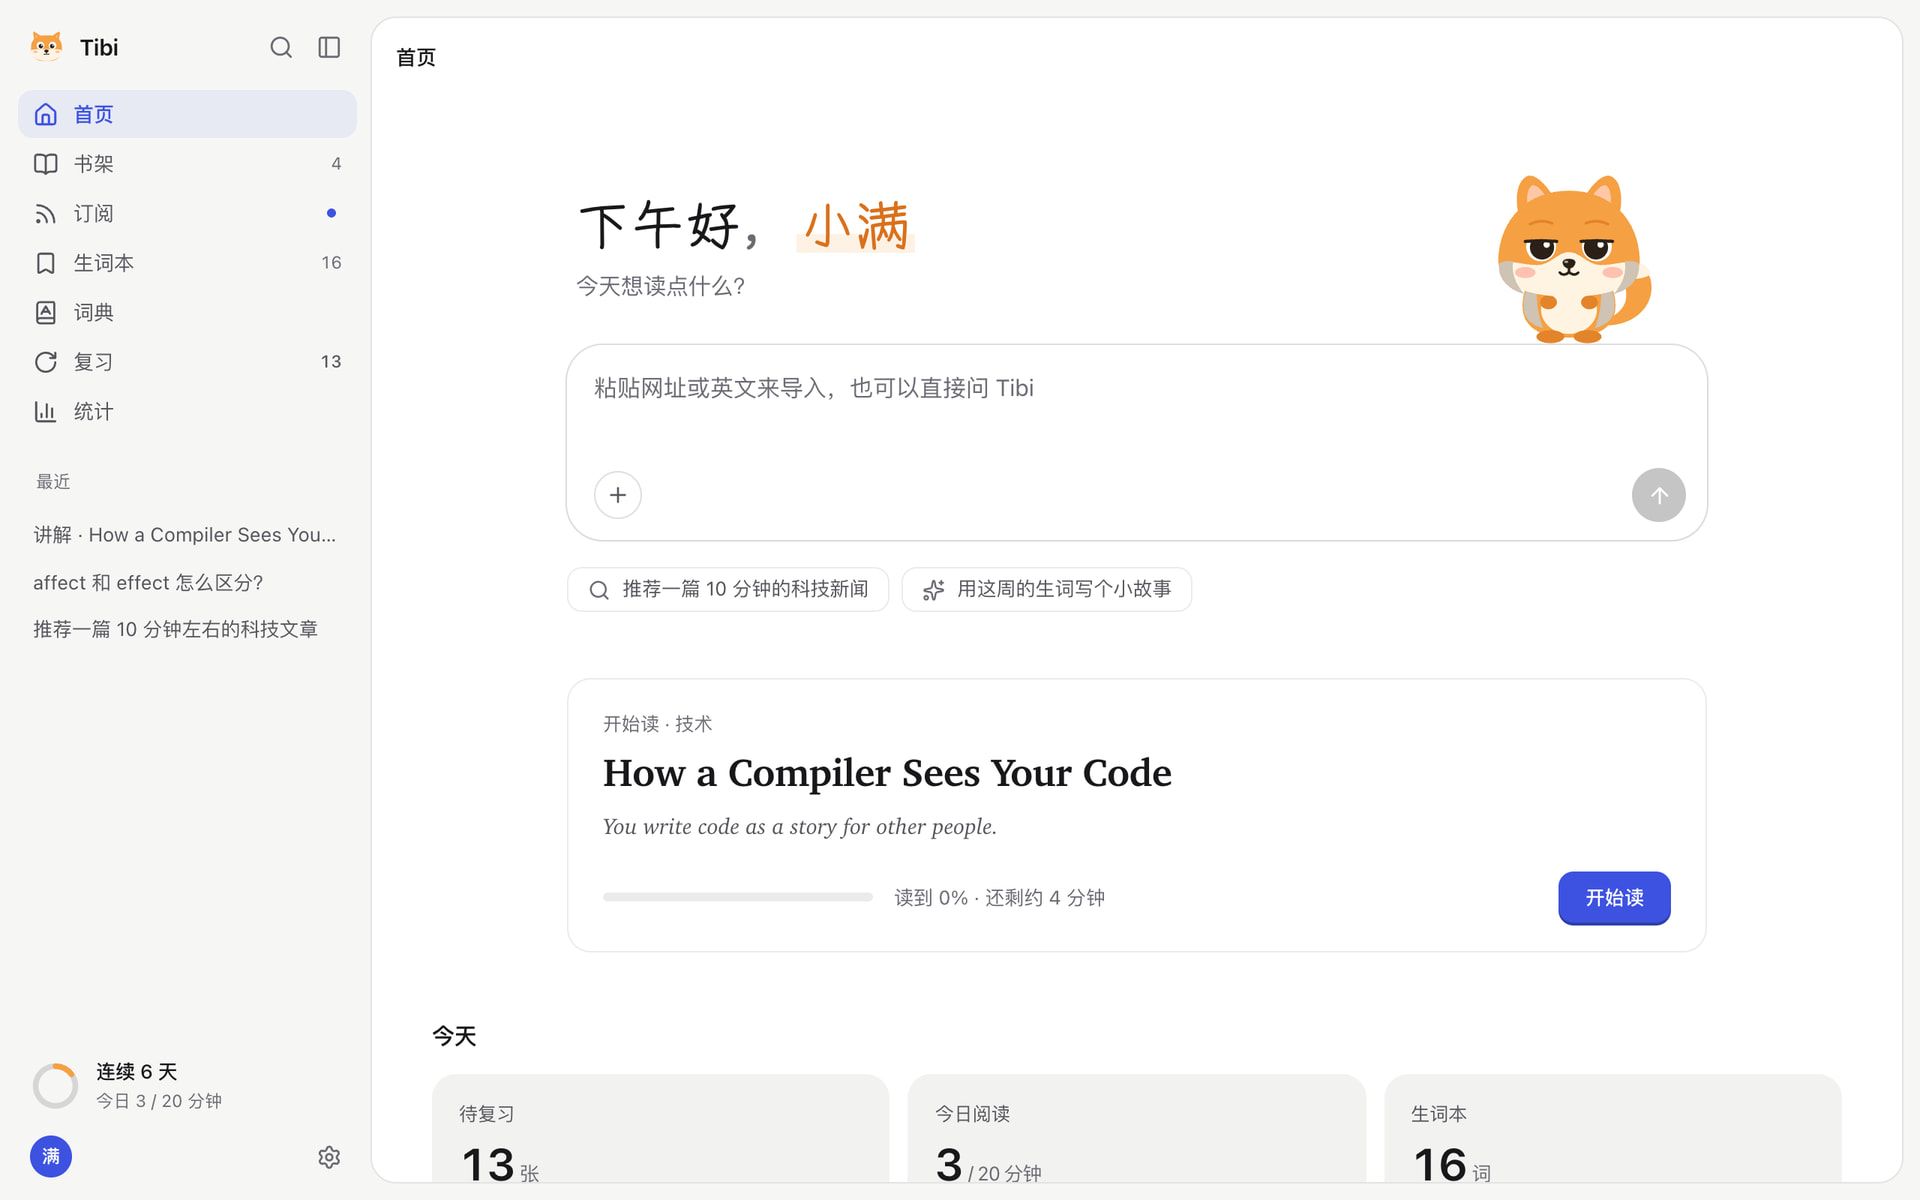 Tibi
首页
书架
4
订阅
生词本
16
词典
复习
13
统计
最近
讲解 · How a Compiler Sees You...
affect 和 effect 怎么区分?
推荐一篇 10 分钟左右的科技文章
连续 6 天
今日 3 / 20 分钟
满
首页
下午好，小满
今天想读点什么?
粘贴网址或英文来导入，也可以直接问 Tibi
推荐一篇 10 分钟的科技新闻
用这周的生词写个小故事
开始读 · 技术
How a Compiler Sees Your Code
You write code as a story for other people.
读到 0% · 还剩约 4 分钟
开始读
今天
待复习
13 张
今日阅读
3 / 20 分钟
生词本
16 词